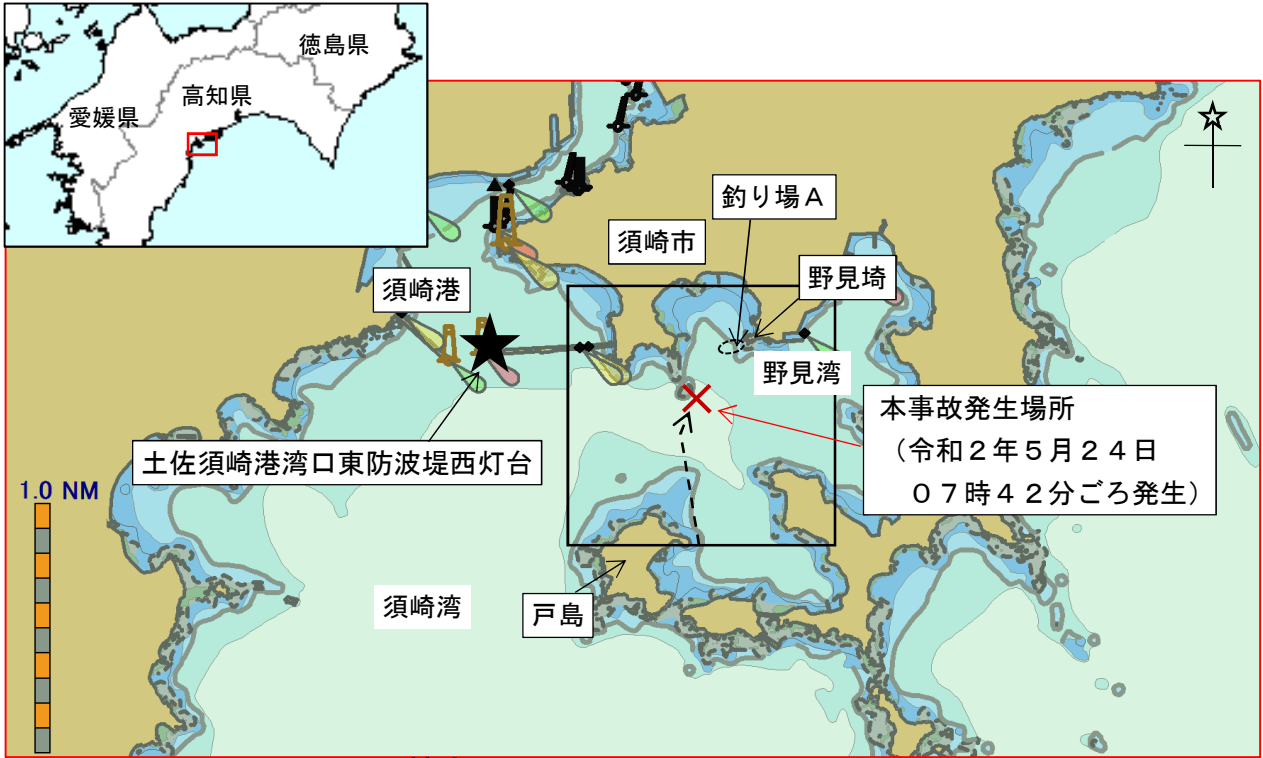 徳島県
高知県
愛媛県
釣り場A
須崎市
野見埼
須崎港
野見湾
本事故発生場所
(令和2年5月24日
07時42分ごろ発生)
土佐須崎港湾口東防波堤西灯台
1.0 NM
須崎湾
戸島